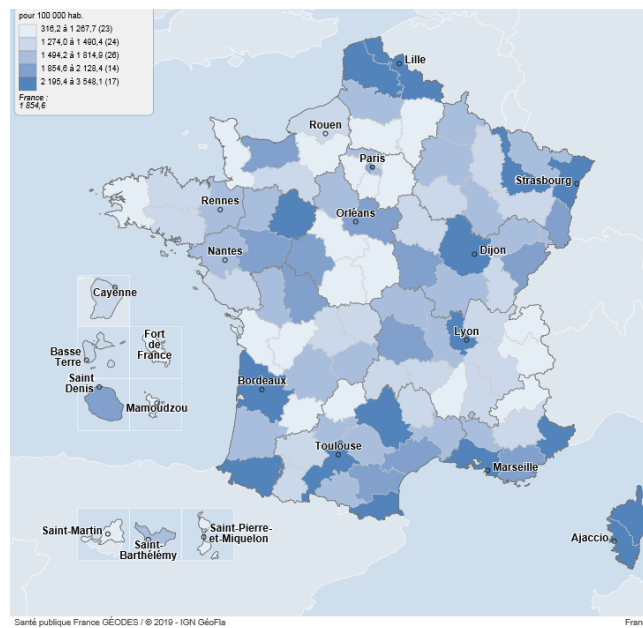 pour 100 000 hab.
316,2 à 1 267,7 (23)
1 274,0 à 1 490,4 (24)
1 494,2 à 1 814,9 (26)
1 854,6 à 2 128,4 (14)
2 195,4 à 3 548,1 (17)
France :
1 854,6
Lille
Rouen
Paris
Strasbourg
Rennes
Orléans
Nantes
Dijon
Cayenne
Fort
de
France
Basse
Terre
Lyon
Saint
Denis
Mamoudzou
Bordeaux
Toulouse
Marseille
Saint-Martin
Saint-
Barthélémy
Saint-Pierre-
et-Miquelon
Ajaccio
Santé publique France GÉODES / © 2019 - IGN GéoFla
Fran